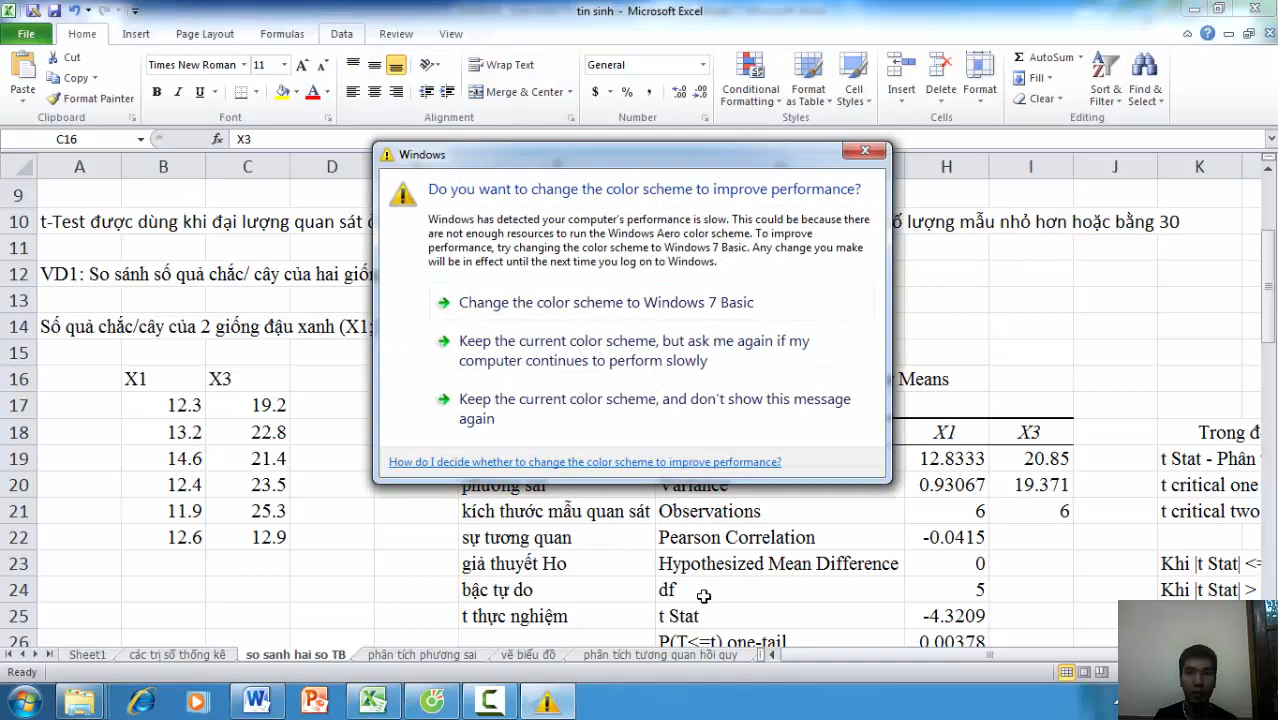 tin sinh - Microsoft Excel
File Home Insert Page Layout Formulas Data Review View
Paste
Cut
Copy
Format Painter
Clipboard
Times New Roman 11
B I U
Font
Wrap Text
Merge & Center
Alignment
General
$ % ,
Number
Conditional Formatting
Format as Table
Cell Styles
Styles
Insert Delete Format
Cells
AutoSum
Fill
Clear
Sort & Filter
Find & Select
Editing
C16 fx X3
A B C D H I J K
9
10 t-Test được dùng khi đại lượng quan sát số lượng mẫu nhỏ hơn hoặc bằng 30
11
12 VD1: So sánh số quả chắc/ cây của hai giống
13
14 Số quả chắc/cây của 2 giống đậu xanh (X1;
15
16 X1 X3 Means
17 12.3 19.2
18 13.2 22.8 X1 X3 Trong đ
19 14.6 21.4 12.8333 20.85 t Stat - Phân
20 12.4 23.5 phương sai Variance 0.93067 19.371 t critical one
21 11.9 25.3 kích thước mẫu quan sát Observations 6 6 t critical two
22 12.6 12.9 sự tương quan Pearson Correlation -0.0415
23 giả thuyết Ho Hypothesized Mean Difference 0 Khi |t Stat| <=
24 bậc tự do df 5 Khi |t Stat| >
25 t thực nghiệm t Stat -4.3209
26 P(T<=t) one-tail 0.00378
Windows
Do you want to change the color scheme to improve performance?
Windows has detected your computer's performance is slow. This could be because there
are not enough resources to run the Windows Aero color scheme. To improve
performance, try changing the color scheme to Windows 7 Basic. Any change you make
will be in effect until the next time you log on to Windows.
Change the color scheme to Windows 7 Basic
Keep the current color scheme, but ask me again if my
computer continues to perform slowly
Keep the current color scheme, and don't show this message
again
How do I decide whether to change the color scheme to improve performance?
Sheet1 các trị số thống kê so sanh hai so TB phân tích phương sai vẽ biểu đồ phân tích tương quan hồi quy
Ready